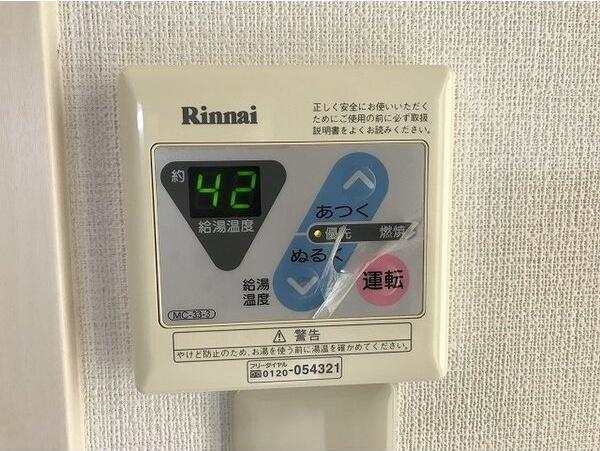 Rinnai
正しく安全にお使いいただく
ためにご使用の前に必ず取扱
説明書をよくお読みください。
約
42
給湯温度
あつく
優先 燃焼
ぬるく
給湯
温度
運転
MC-33-3
警告
やけど防止のため、お湯を使う前に湯温を確かめてください。
フリーダイヤル
0120-054321